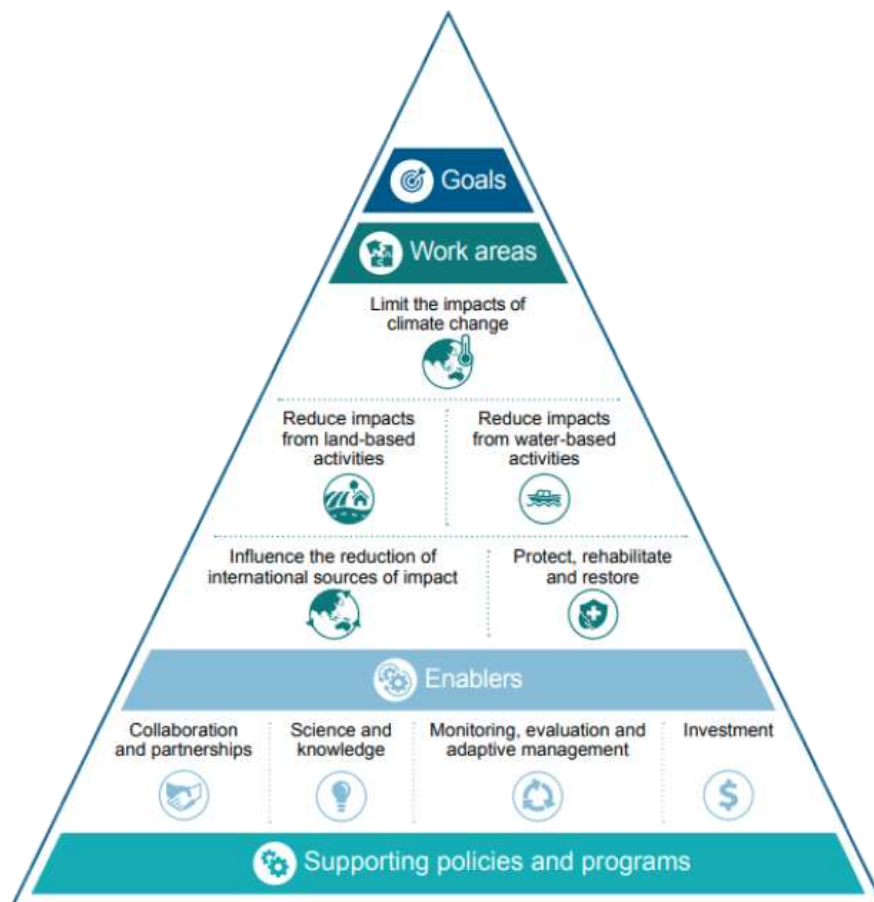 Goals
Work areas
Limit the impacts of
climate change
Reduce impacts
from land-based
activities
Reduce impacts
from water-based
activities
Influence the reduction of
international sources of impact
Protect, rehabilitate
and restore
Enablers
Collaboration
and partnerships
Science and
knowledge
Monitoring, evaluation and
adaptive management
Investment
$
Supporting policies and programs